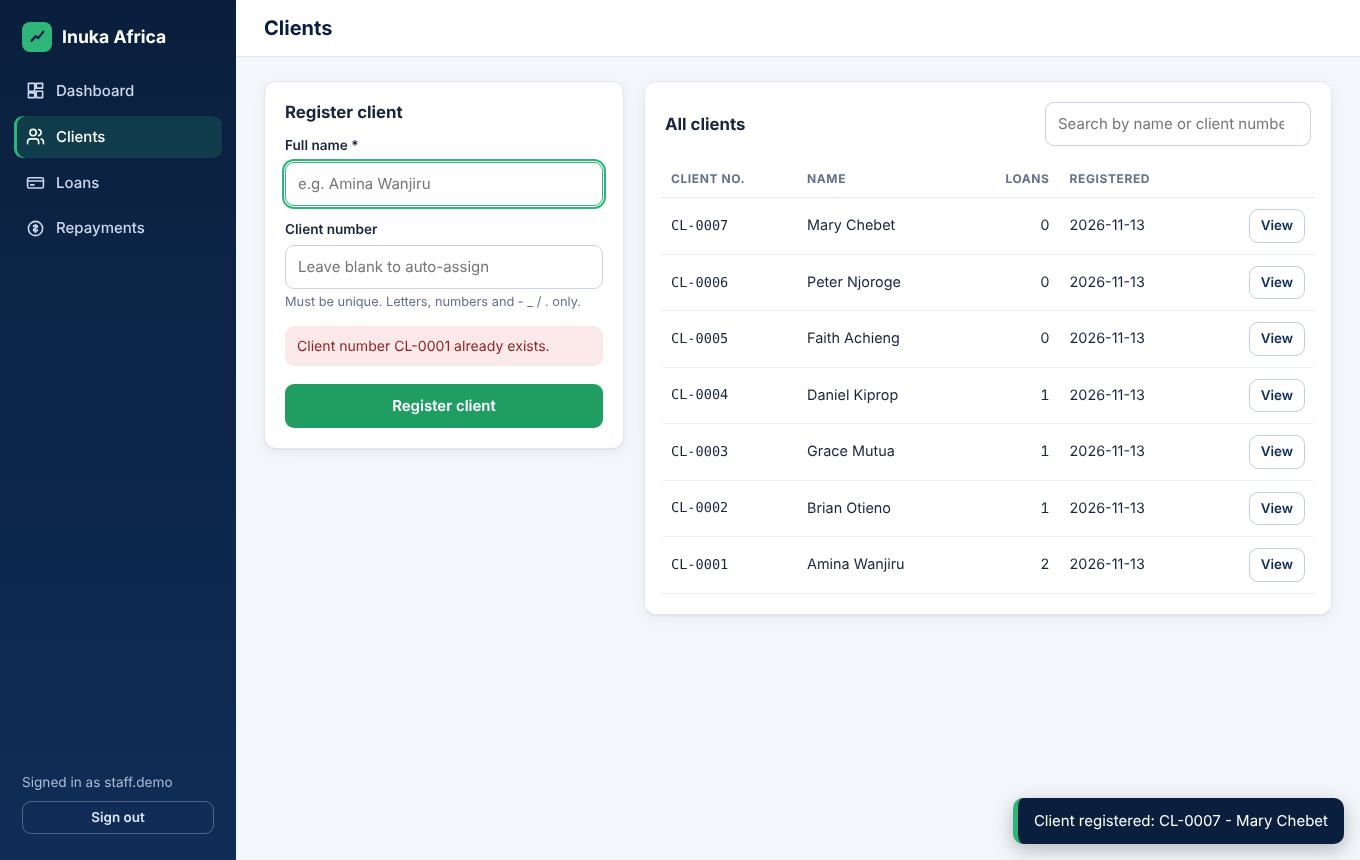 Inuka Africa
Dashboard
Clients
Loans
Repayments
Signed in as staff.demo
Sign out
Clients
Register client
Full name *
e.g. Amina Wanjiru
Client number
Leave blank to auto-assign
Must be unique. Letters, numbers and - _ / . only.
Client number CL-0001 already exists.
Register client
All clients
Search by name or client numbe
CLIENT NO. NAME LOANS REGISTERED
CL-0007 Mary Chebet 0 2026-11-13 View
CL-0006 Peter Njoroge 0 2026-11-13 View
CL-0005 Faith Achieng 0 2026-11-13 View
CL-0004 Daniel Kiprop 1 2026-11-13 View
CL-0003 Grace Mutua 1 2026-11-13 View
CL-0002 Brian Otieno 1 2026-11-13 View
CL-0001 Amina Wanjiru 2 2026-11-13 View
Client registered: CL-0007 - Mary Chebet